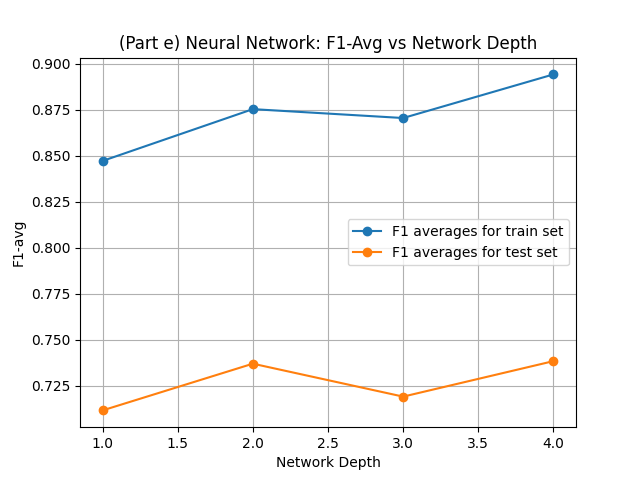 (Part e) Neural Network: F1-Avg vs Network Depth
0.900
0.875
0.850
0.825
0.800
0.775
0.750
0.725
F1-avg
F1 averages for train set
F1 averages for test set
1.0 1.5 2.0 2.5 3.0 3.5 4.0
Network Depth